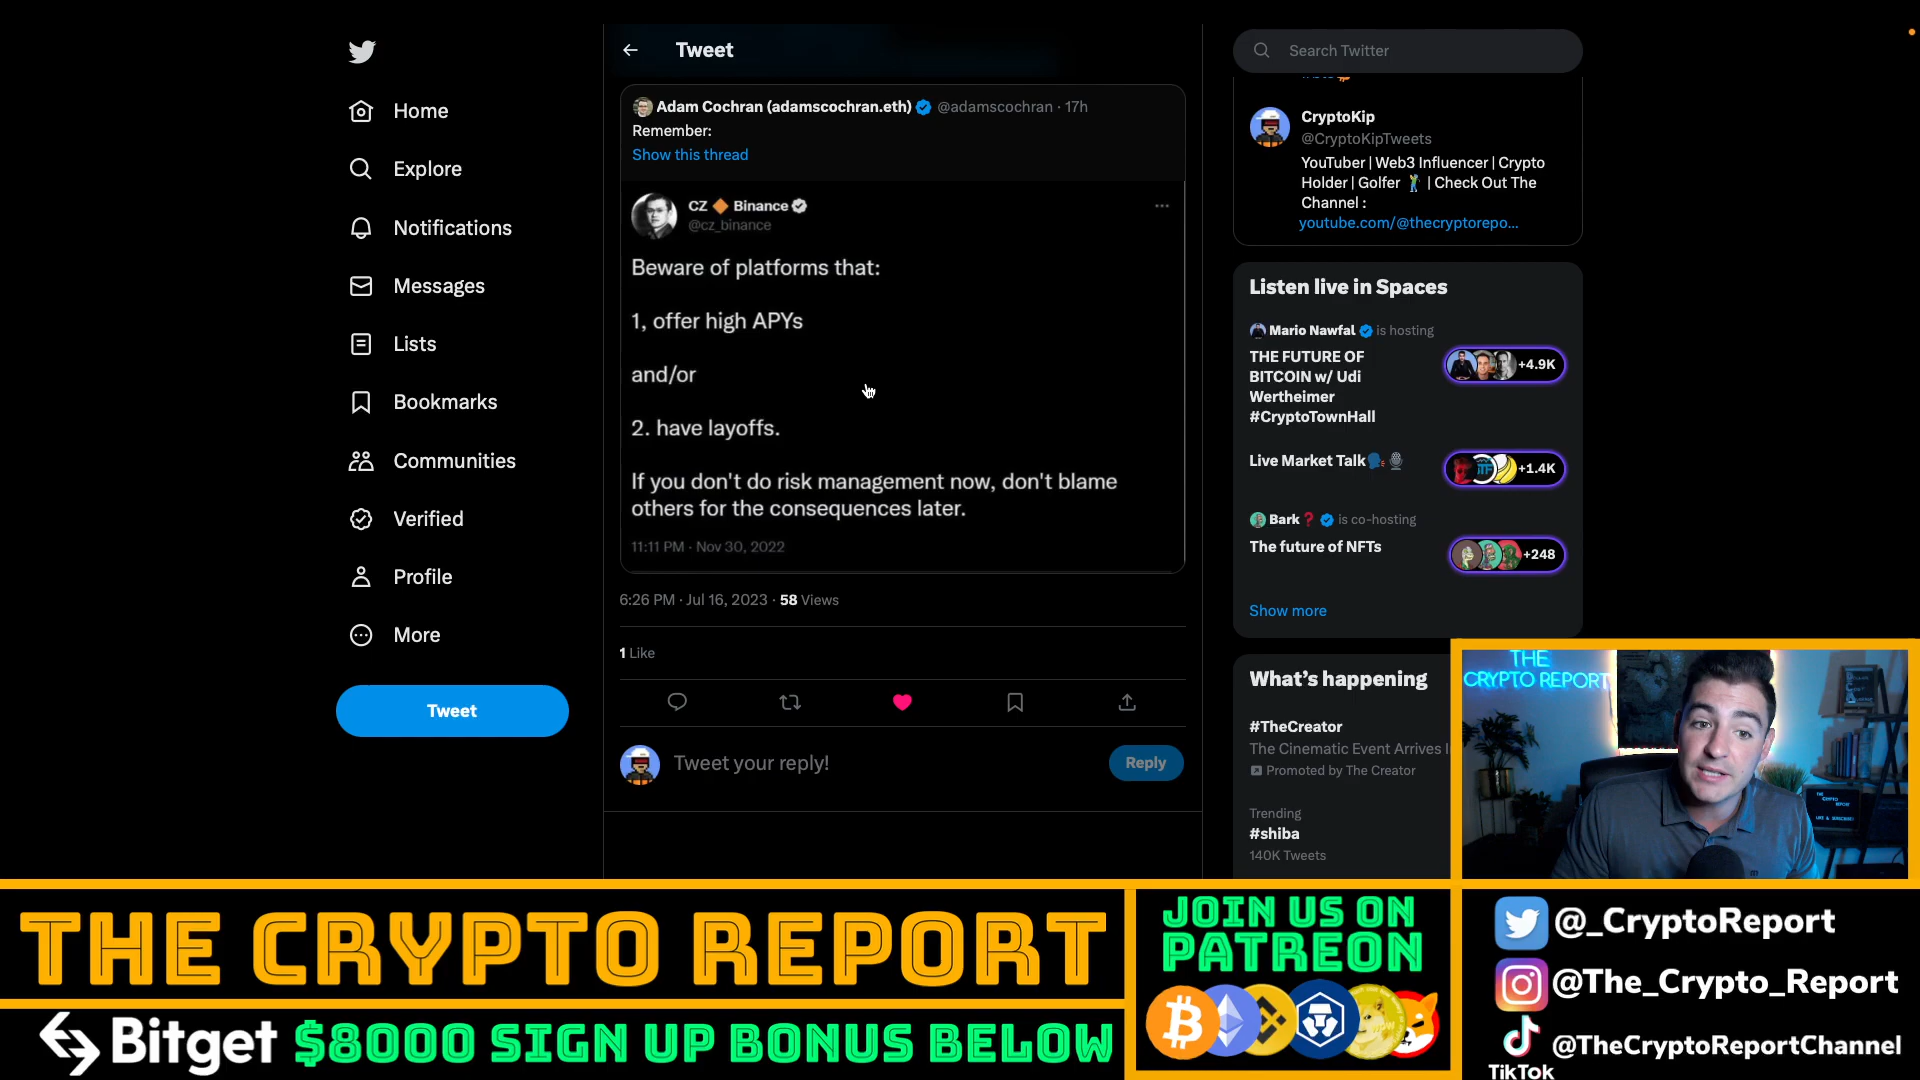 Home
Explore
Notifications
Messages
Lists
Bookmarks
Communities
Verified
Profile
More
Tweet
Tweet
Adam Cochran (adamscochran.eth) @adamscochran · 17h
Remember:
Show this thread
CZ 🔶 Binance
@cz_binance
Beware of platforms that:
1, offer high APYs
and/or
2. have layoffs.
If you don't do risk management now, don't blame
others for the consequences later.
11:11 PM · Nov 30, 2022
6:26 PM · Jul 16, 2023 · 58 Views
1 Like
Tweet your reply!
Reply
Search Twitter
CryptoKip
@CryptoKipTweets
YouTuber | Web3 Influencer | Crypto
Holder | Golfer 🏌️ | Check Out The
Channel :
youtube.com/@thecryptorepo...
Listen live in Spaces
Mario Nawfal is hosting
THE FUTURE OF
BITCOIN w/ Udi
Wertheimer
#CryptoTownHall
+4.9K
Live Market Talk🗣️🎙️
+1.4K
Bark❓ is co-hosting
The future of NFTs
+248
Show more
What's happening
#TheCreator
The Cinematic Event Arrives
Promoted by The Creator
Trending
#shiba
140K Tweets
THE
CRYPTO REPORT
THE CRYPTO REPORT
Bitget $8000 SIGN UP BONUS BELOW
JOIN US ON
PATREON
@_CryptoReport
@The_Crypto_Report
@TheCryptoReportChannel
TikTok